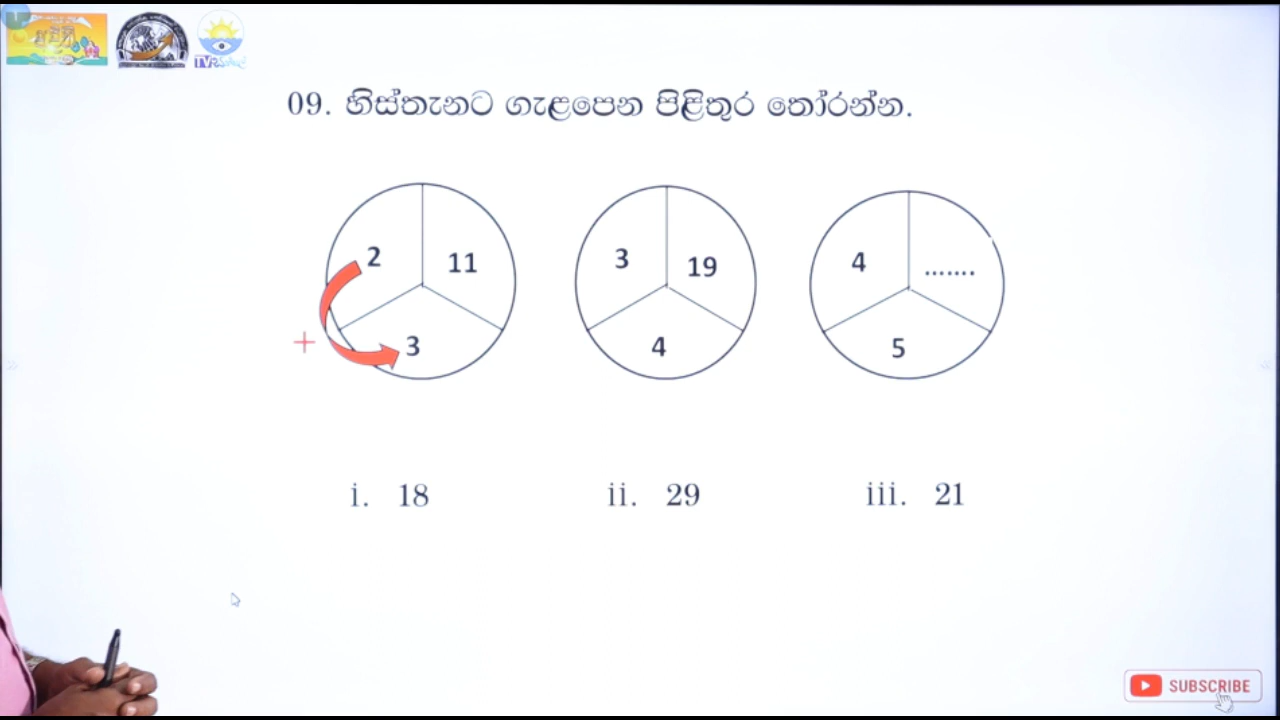 09. හිස්තැනට ගැළපෙන පිළිතුර තෝරන්න.
2 11 3 19 4 .......
+ 3 4 5
i. 18 ii. 29 iii. 21
SUBSCRIBE